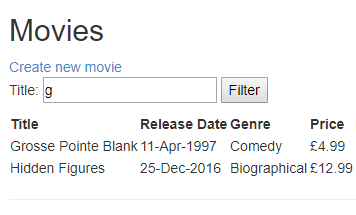 Movies
Create new movie
Title: g Filter
Title Release Date Genre Price
Grosse Pointe Blank 11-Apr-1997 Comedy £4.99
Hidden Figures 25-Dec-2016 Biographical £12.99